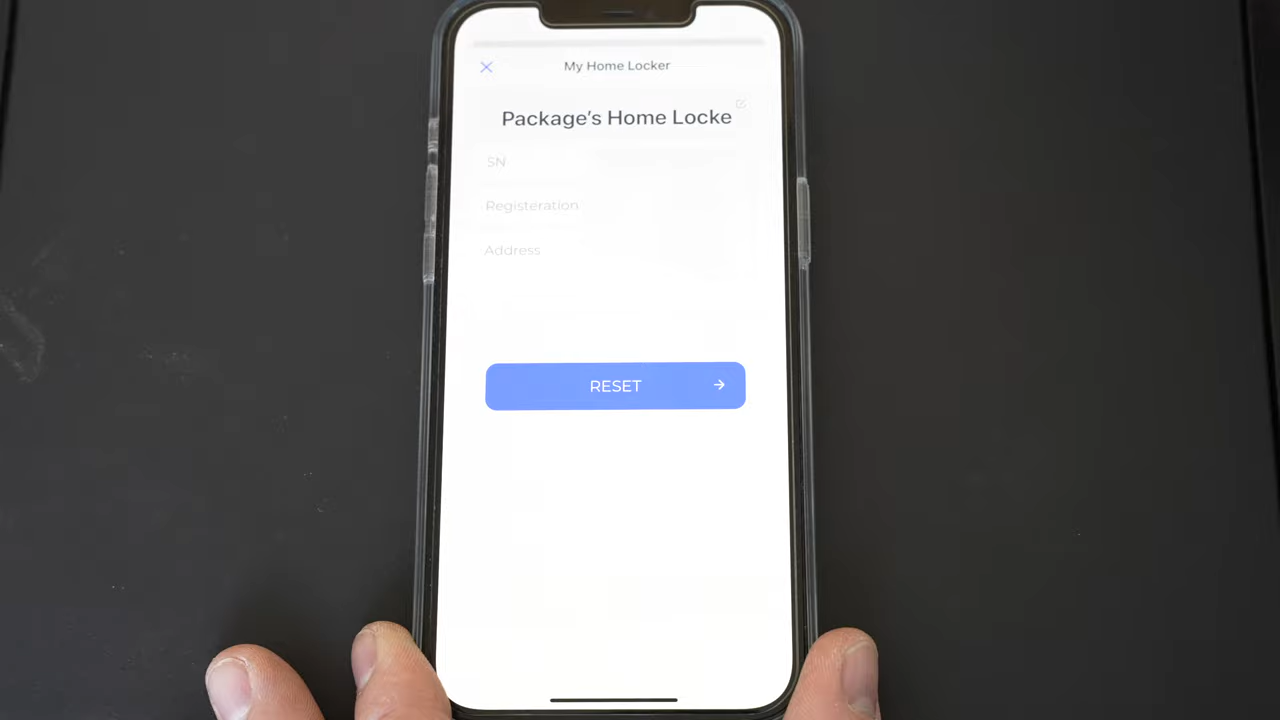 My Home Locker
Package's Home Locke
SN
Registeration
Address
RESET